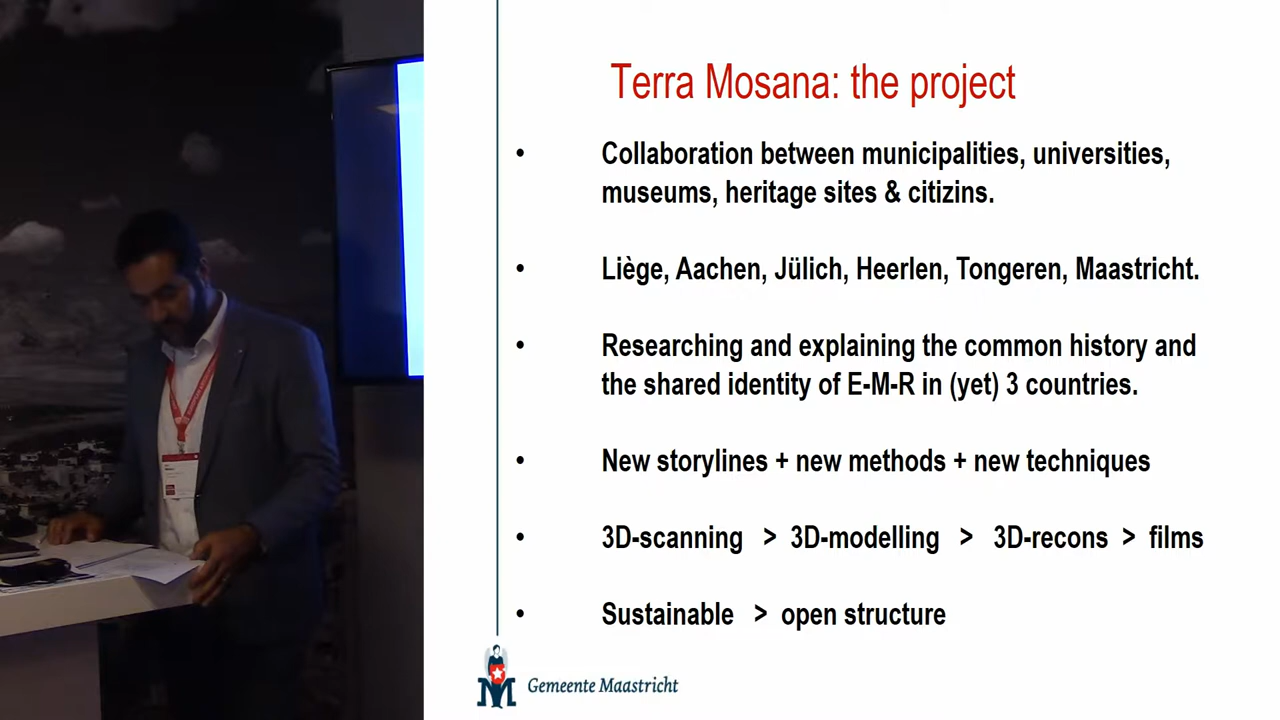 Terra Mosana: the project
• Collaboration between municipalities, universities,
museums, heritage sites & citizins.
• Liège, Aachen, Jülich, Heerlen, Tongeren, Maastricht.
• Researching and explaining the common history and
the shared identity of E-M-R in (yet) 3 countries.
• New storylines + new methods + new techniques
• 3D-scanning > 3D-modelling > 3D-recons > films
• Sustainable > open structure
Gemeente Maastricht